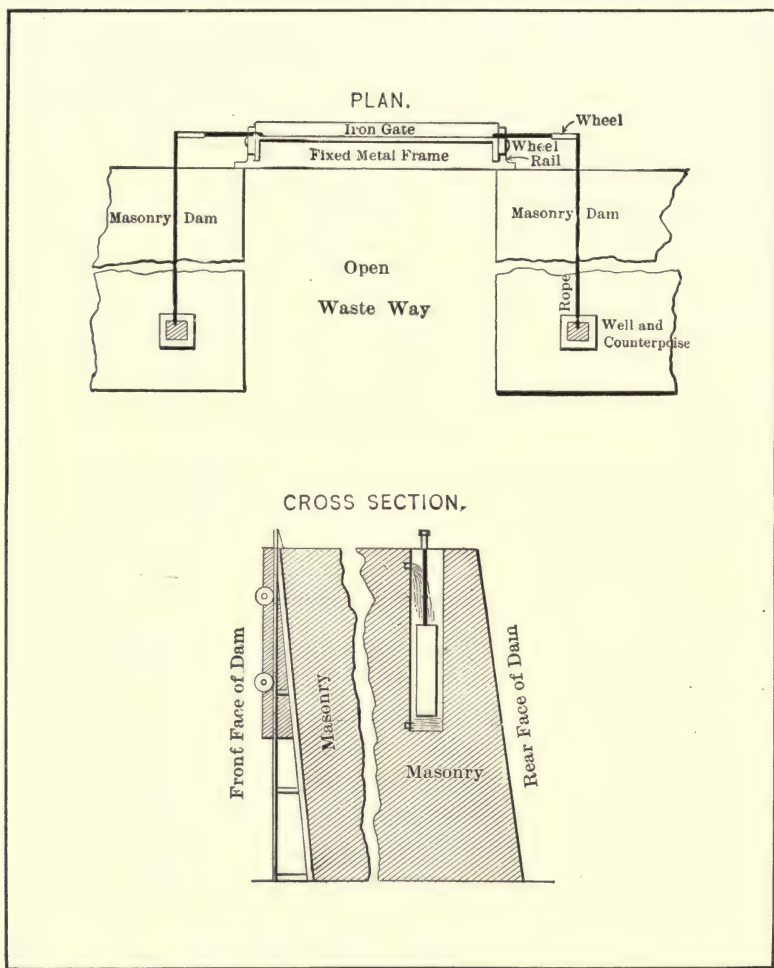 PLAN.
Wheel
Iron Gate
Wheel
Fixed Metal Frame
Rail
Masonry Dam
Masonry Dam
Open
Waste Way
Rope
Well and
Counterpoise
CROSS SECTION.
Front Face of Dam
Masonry
Masonry
Rear Face of Dam